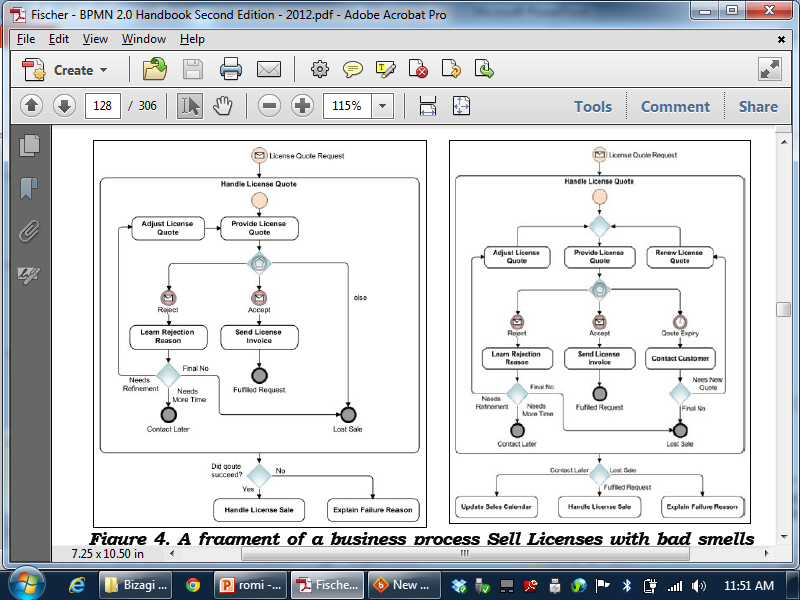 Fischer - BPMN 2.0 Handbook Second Edition - 2012.pdf - Adobe Acrobat Pro
File Edit View Window Help
Create
128 / 306 115% Tools Comment Share
License Quote Request
Handle License Quote
Adjust License
Quote
Provide License
Quote
else
Reject
Accept
Learn Rejection
Reason
Send License
Invoice
Final No
Needs
Refinement
Needs
More Time
Fulfilled Request
Contact Later
Lost Sale
Did qoute
succeed?
No
Yes
Handle License Sale
Explain Failure Reason
License Quote Request
Handle License Quote
Adjust License
Quote
Provide License
Quote
Renew License
Quote
Reject
Accept
Qoute Expiry
Learn Rejection
Reason
Send License
Invoice
Contact Customer
Final No
Needs
Refinement
Needs
More Time
Fulfilled Request
Nees New
Quote
Final No
Contact Later
Lost Sale
Contact Later
Lost Sale
Fulfilled Request
Update Sales Calendar
Handle License Sale
Explain Failure Reason
Figure 4. A fragment of a business process Sell Licenses with bad smells
7.25 x 10.50 in
Bizagi ...
romi -...
Fische...
New ...
11:51 AM